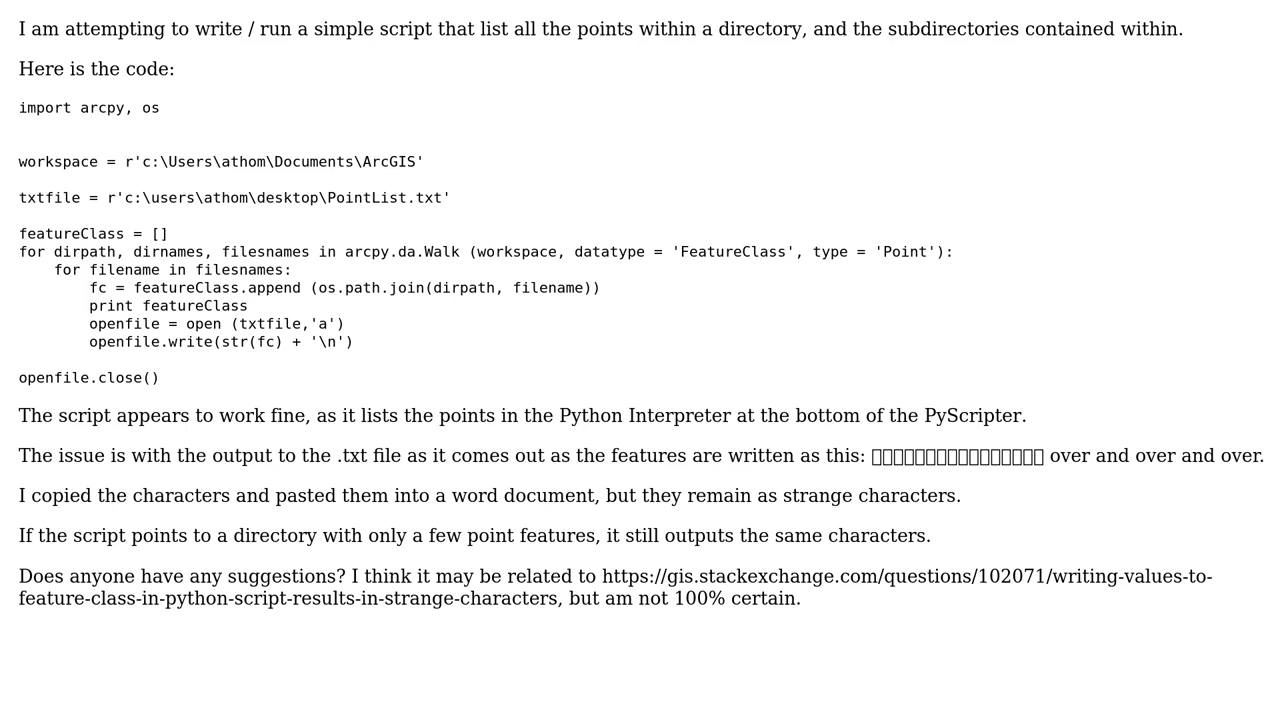 I am attempting to write / run a simple script that list all the points within a directory, and the subdirectories contained within.
Here is the code:
import arcpy, os
workspace = r'c:\Users\athom\Documents\ArcGIS'
txtfile = r'c:\users\athom\desktop\PointList.txt'
featureClass = []
for dirpath, dirnames, filesnames in arcpy.da.Walk (workspace, datatype = 'FeatureClass', type = 'Point'):
    for filename in filesnames:
        fc = featureClass.append (os.path.join(dirpath, filename))
        print featureClass
        openfile = open (txtfile,'a')
        openfile.write(str(fc) + '\n')
openfile.close()
The script appears to work fine, as it lists the points in the Python Interpreter at the bottom of the PyScripter.
The issue is with the output to the .txt file as it comes out as the features are written as this: over and over and over.
I copied the characters and pasted them into a word document, but they remain as strange characters.
If the script points to a directory with only a few point features, it still outputs the same characters.
Does anyone have any suggestions? I think it may be related to https://gis.stackexchange.com/questions/102071/writing-values-to-
feature-class-in-python-script-results-in-strange-characters, but am not 100% certain.